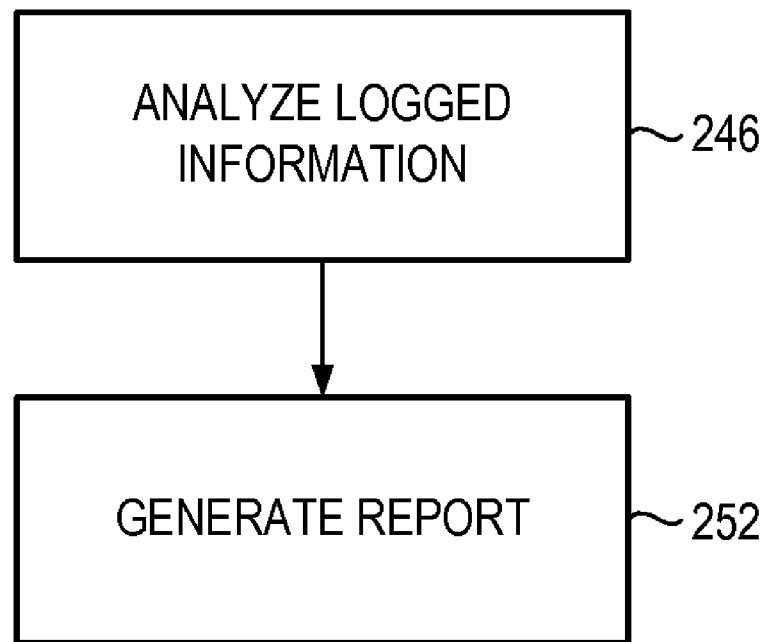 ANALYZE LOGGED
INFORMATION
246
GENERATE REPORT
252